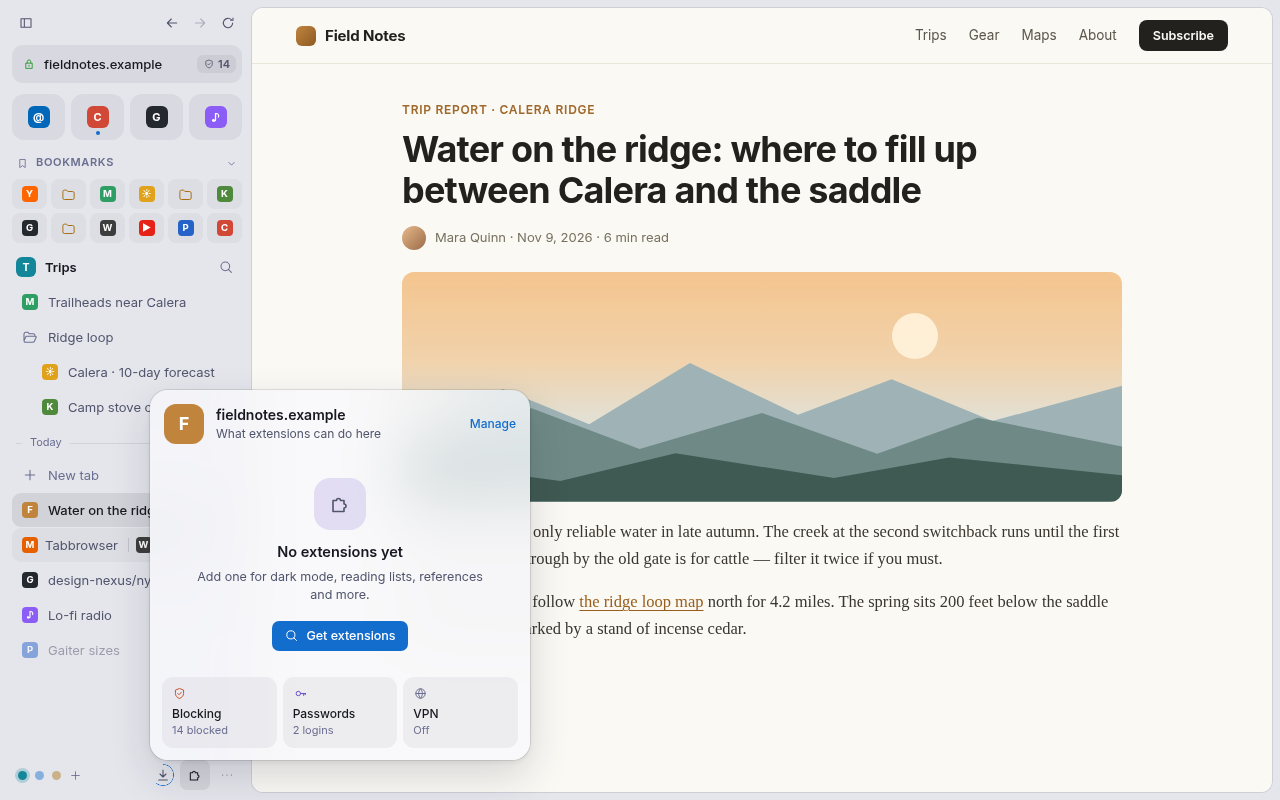 fieldnotes.example
14
@
C
G
BOOKMARKS
Y
M
K
G
W
P
C
T
Trips
M
Trailheads near Calera
Ridge loop
Calera · 10-day forecast
K
Camp stove
Today
New tab
F
Water on the
M
Tabbrowser
W
G
Lo-fi radio
P
Gaiter sizes
F
fieldnotes.example
What extensions can do here
Manage
No extensions yet
Add one for dark mode, reading lists, references
and more.
Get extensions
Blocking
14 blocked
Passwords
2 logins
VPN
Off
Field Notes
Trips
Gear
Maps
About
Subscribe
TRIP REPORT · CALERA RIDGE
Water on the ridge: where to fill up
between Calera and the saddle
Mara Quinn · Nov 9, 2026 · 6 min read
only reliable water in late autumn. The creek at the second switchback runs until the first
by the old gate is for cattle — filter it twice if you must.
follow the ridge loop map north for 4.2 miles. The spring sits 200 feet below the saddle
by a stand of incense cedar.